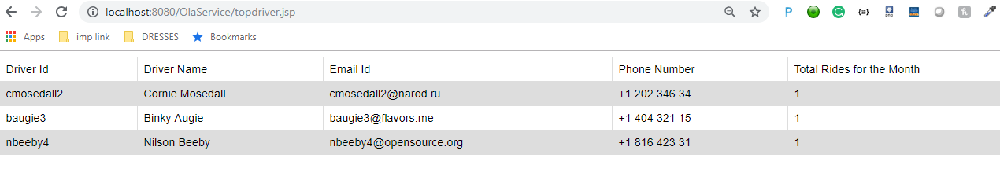 localhost:8080/OlaService/topdriver.jsp
Apps imp link DRESSES Bookmarks
Driver Id Driver Name Email Id Phone Number Total Rides for the Month
cmosedall2 Cornie Mosedall cmosedall2@narod.ru +1 202 346 34 1
baugie3 Binky Augie baugie3@flavors.me +1 404 321 15 1
nbeeby4 Nilson Beeby nbeeby4@opensource.org +1 816 423 31 1